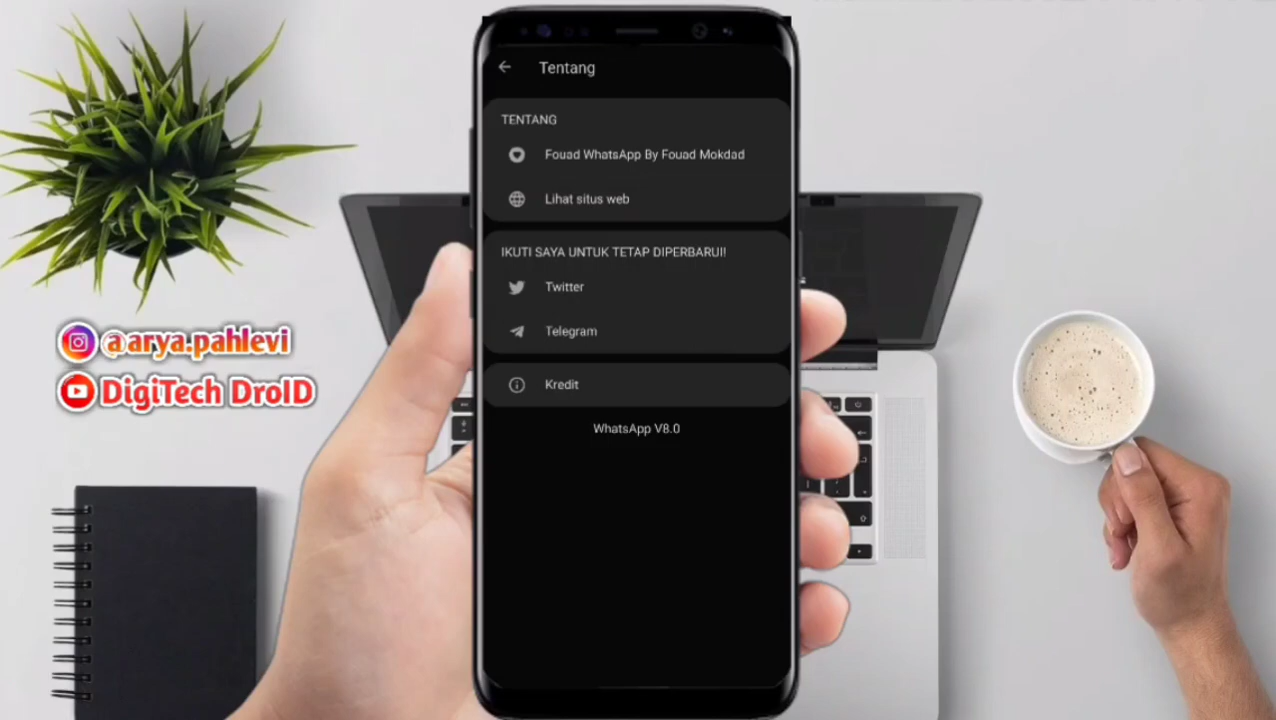 Tentang
TENTANG
Fouad WhatsApp By Fouad Mokdad
Lihat situs web
IKUTI SAYA UNTUK TETAP DIPERBARUI!
Twitter
Telegram
Kredit
WhatsApp V8.0
@arya.pahlevi
DigiTech DroID